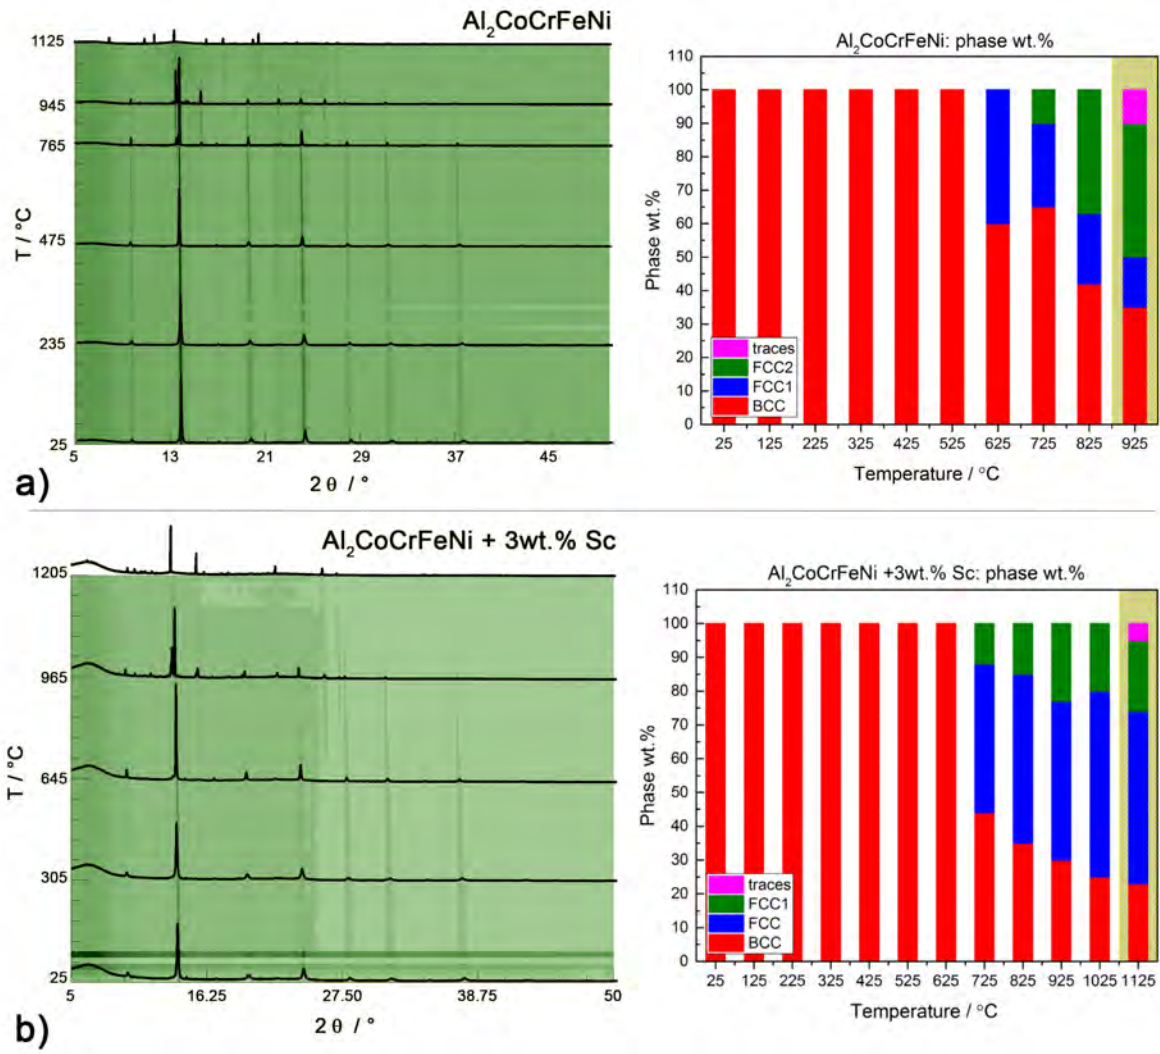 Al₂CoCrFeNi
1125
945
765
475
235
25
T / °C
5
13
21
29
37
45
2 θ / °
a)
Al₂CoCrFeNi: phase wt.%
110
100
90
80
70
60
50
40
30
20
10
0
Phase wt.%
traces
FCC2
FCC1
BCC
25 125 225 325 425 525 625 725 825 925
Temperature / °C
Al₂CoCrFeNi + 3wt.% Sc
1205
965
645
305
25
T / °C
5
16.25
27.50
38.75
50
2 θ / °
b)
Al₂CoCrFeNi +3wt.% Sc: phase wt.%
110
100
90
80
70
60
50
40
30
20
10
0
Phase wt.%
traces
FCC1
FCC
BCC
25 125 225 325 425 525 625 725 825 925 1025 1125
Temperature / °C